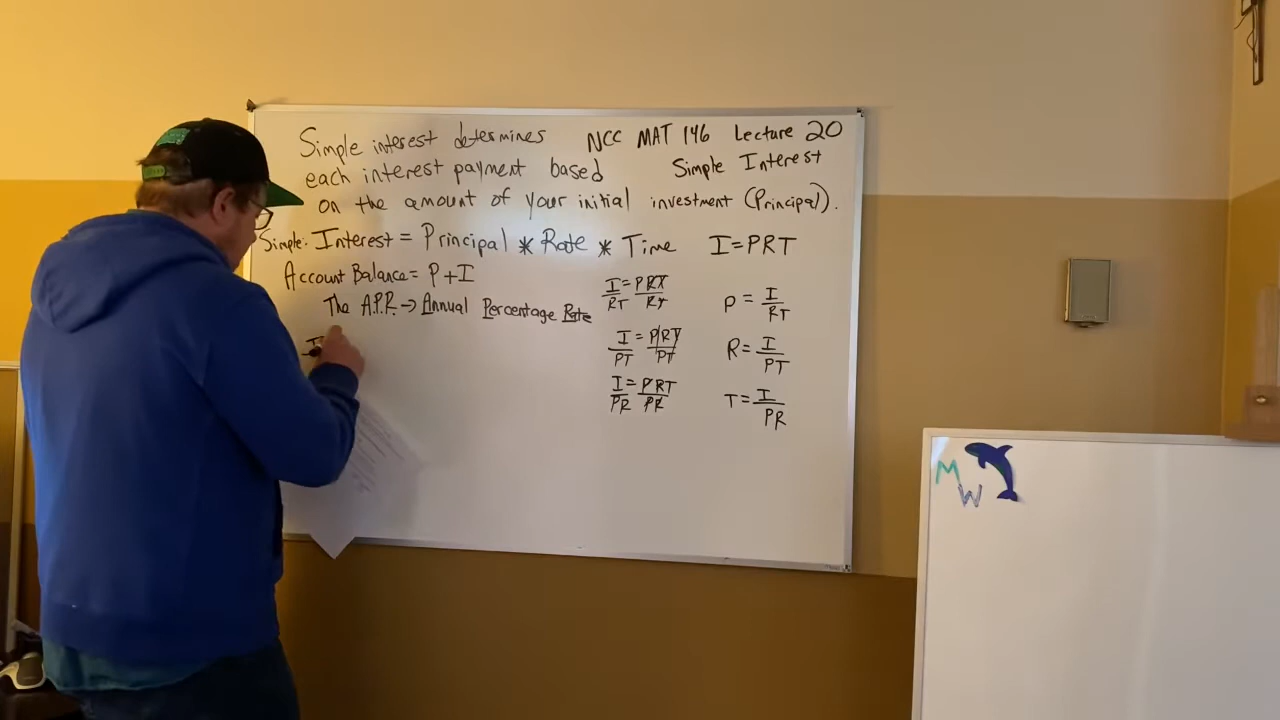 Simple interest determines NCC MAT 146 Lecture 20
each interest payment based Simple Interest
on the amount of your initial investment (Principal).
Simple: Interest = Principal * Rate * Time I = PRT
Account Balance = P + I
The A.P.R. → Annual Percentage Rate
I = PRT
RT RT
P = I
RT
I = PRT
PT PT
R = I
PT
I = PRT
PR PR
T = I
PR
I
M
W